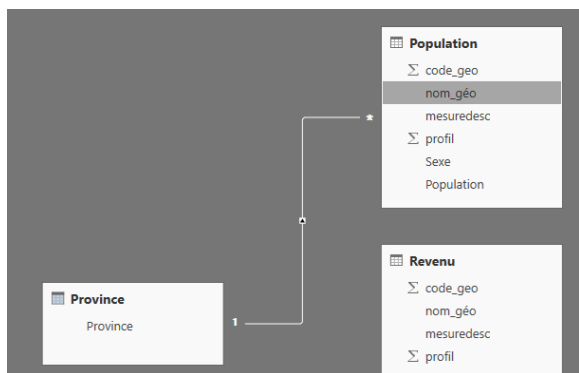 Population
Σ code_geo
nom_géo
mesuredesc
Σ profil
Sexe
Population
*
Revenu
Σ code_geo
nom_géo
mesuredesc
Σ profil
Province
Province
1